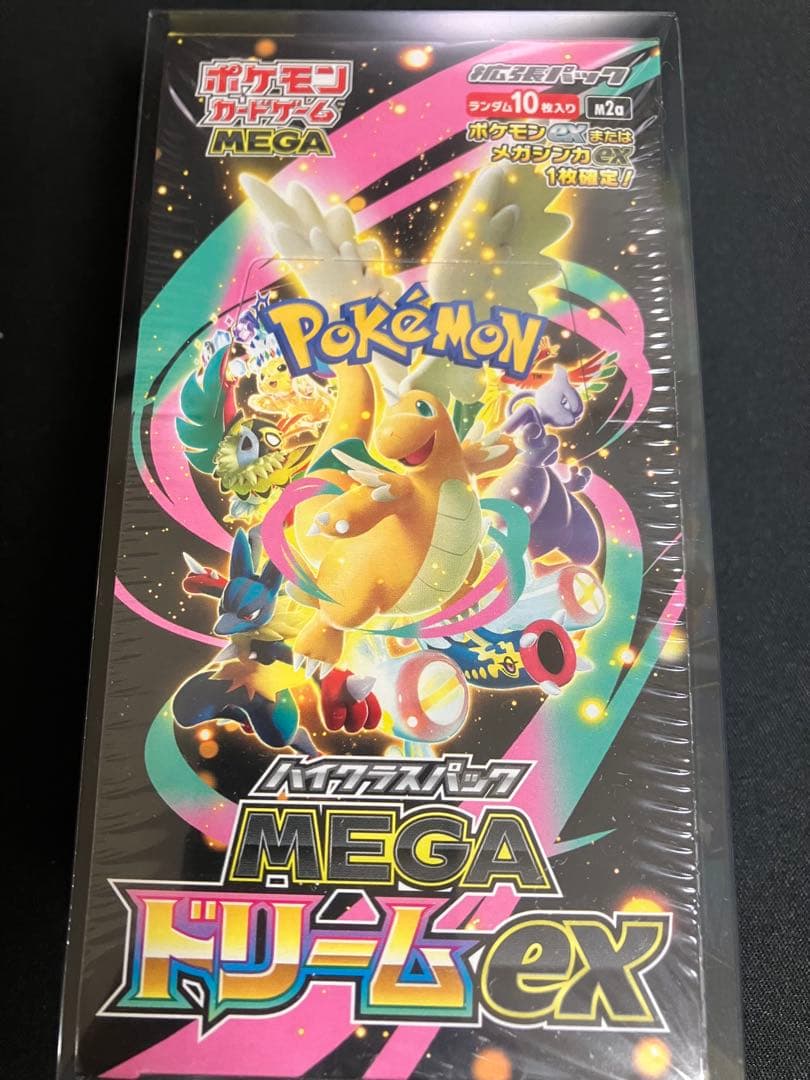 ポケモン
カードゲーム
MEGA
拡張パック
ランダム10枚入り M2a
ポケモンexまたは
メガシンカex
1枚確定!
POKéMON
TM
ハイクラスパック
MEGA
ドリームex